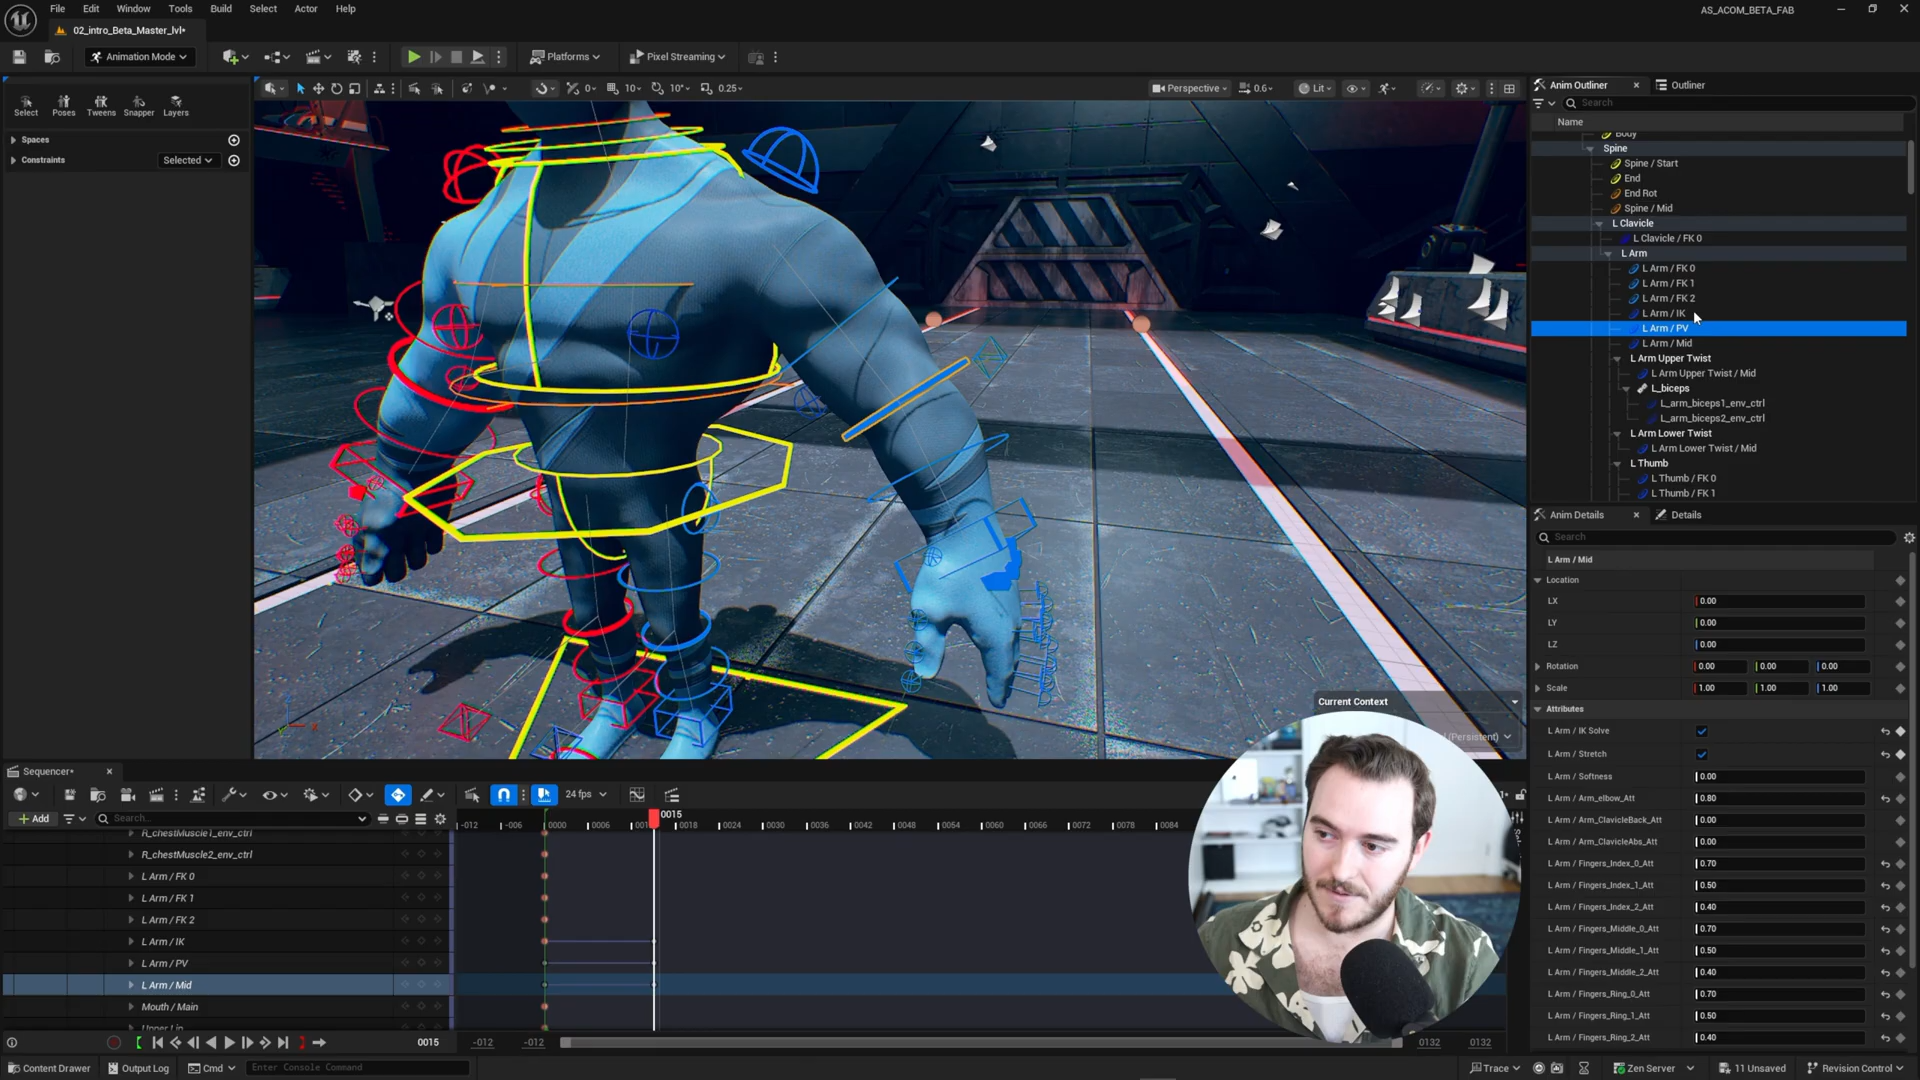 File Edit Window Tools Build Select Actor Help
AS_ACOM_BETA_FAB
02_intro_Beta_Master_lvl*
Animation Mode
Platforms
Pixel Streaming
Select
Poses
Tweens
Snapper
Layers
Spaces
Constraints
Selected
0
10
10°
0.25
Perspective
0.6
Lit
Current Context
(Persistent)
Anim Outliner
Outliner
Search
Name
Body
Spine
Spine / Start
End
End Rot
Spine / Mid
L Clavicle
L Clavicle / FK 0
L Arm
L Arm / FK 0
L Arm / FK 1
L Arm / FK 2
L Arm / IK
L Arm / PV
L Arm / Mid
L Arm Upper Twist
L Arm Upper Twist / Mid
L_biceps
L_arm_biceps1_env_ctrl
L_arm_biceps2_env_ctrl
L Arm Lower Twist
L Arm Lower Twist / Mid
L Thumb
L Thumb / FK 0
L Thumb / FK 1
Anim Details
Details
Search
L Arm / Mid
Location
LX 0.00
LY 0.00
LZ 0.00
Rotation 0.00 0.00 0.00
Scale 1.00 1.00 1.00
Attributes
L Arm / IK Solve
L Arm / Stretch
L Arm / Softness 0.00
L Arm / Arm_elbow_Att 0.80
L Arm / Arm_ClavicleBack_Att 0.00
L Arm / Arm_ClavicleAbs_Att 0.00
L Arm / Fingers_Index_0_Att 0.70
L Arm / Fingers_Index_1_Att 0.50
L Arm / Fingers_Index_2_Att 0.40
L Arm / Fingers_Middle_0_Att 0.70
L Arm / Fingers_Middle_1_Att 0.50
L Arm / Fingers_Middle_2_Att 0.40
L Arm / Fingers_Ring_0_Att 0.70
L Arm / Fingers_Ring_1_Att 0.50
L Arm / Fingers_Ring_2_Att 0.40
Sequencer*
24 fps
Add
Search...
0015
-012 -006 0000 0006 0018 0024 0030 0036 0042 0048 0054 0060 0066 0072 0078 0084
R_chestMuscle1_env_ctrl
R_chestMuscle2_env_ctrl
L Arm / FK 0
L Arm / FK 1
L Arm / FK 2
L Arm / IK
L Arm / PV
L Arm / Mid
Mouth / Main
Upper Lip
0015 -012 -012 0132 0132
Content Drawer
Output Log
Cmd
Enter Console Command
Trace
Zen Server
11 Unsaved
Revision Control